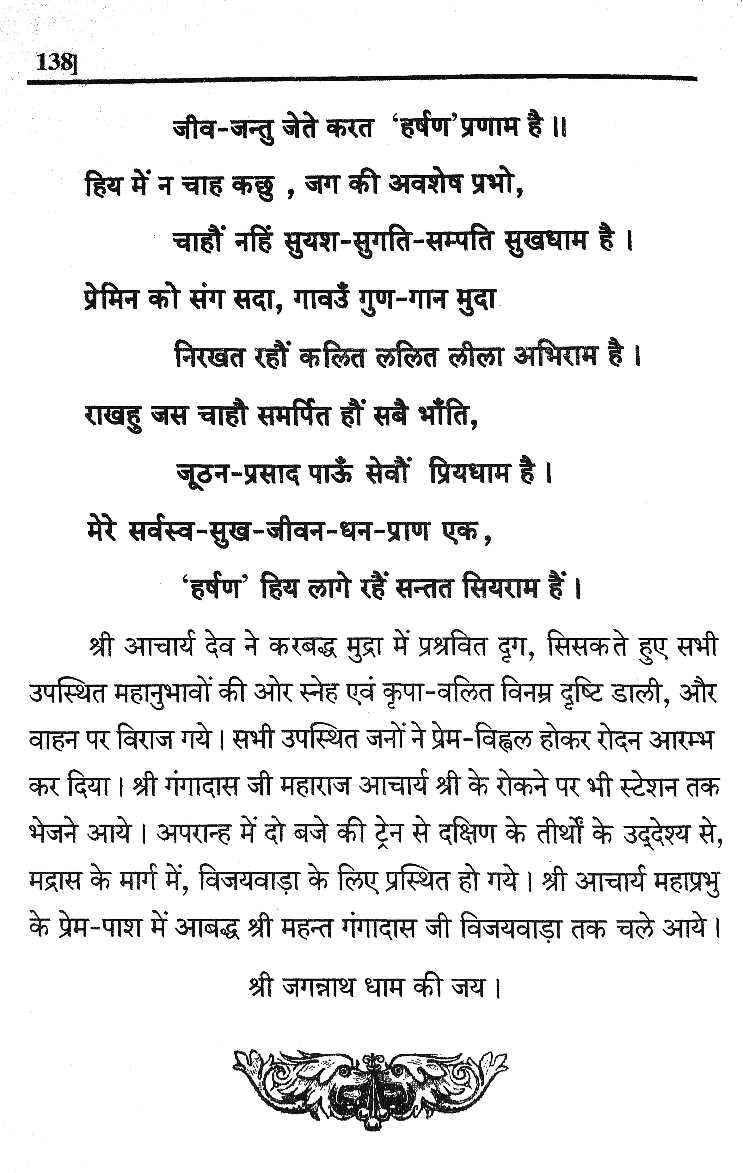 138]
जीव-जन्तु जेते करत 'हर्षण'प्रणाम है॥
हिय में न चाह कछु , जग की अवशेष प्रभो,
चाहौं नहिं सुयश-सुगति-सम्पति सुखधाम है ।
प्रेमिन को संग सदा, गावउँ गुण-गान मुदा
निरखत रहौं कलित ललित लीला अभिराम है ।
राखहु जस चाहौ समर्पित हौं सबै भाँति,
जूठन-प्रसाद पाऊँ सेवौं प्रियधाम है ।
मेरे सर्वस्व-सुख-जीवन-धन-प्राण एक,
'हर्षण' हिय लागे रहैं सन्तत सियराम हैं ।
श्री आचार्य देव ने करबद्ध मुद्रा में प्रश्रवित दृग, सिसकते हुए सभी
उपस्थित महानुभावों की ओर स्नेह एवं कृपा-वलित विनम्र दृष्टि डाली, और
वाहन पर विराज गये । सभी उपस्थित जनों ने प्रेम-विह्वल होकर रोदन आरम्भ
कर दिया । श्री गंगादास जी महाराज आचार्य श्री के रोकने पर भी स्टेशन तक
भेजने आये । अपरान्ह में दो बजे की ट्रेन से दक्षिण के तीर्थों के उद्‌देश्य से,
मद्रास के मार्ग में, विजयवाड़ा के लिए प्रस्थित हो गये । श्री आचार्य महाप्रभु
के प्रेम-पाश में आबद्ध श्री महन्त गंगादास जी विजयवाड़ा तक चले आये ।
श्री जगन्नाथ धाम की जय ।